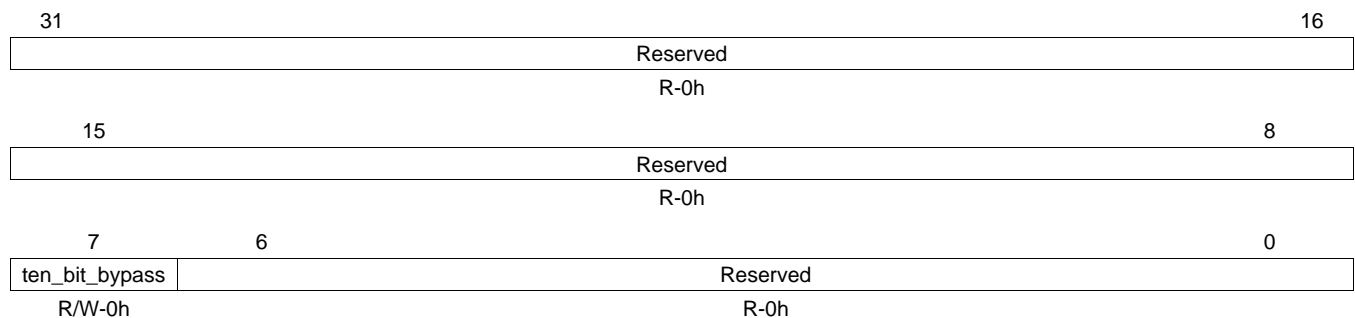 31 16
Reserved
R-0h
15 8
Reserved
R-0h
7 6 0
ten_bit_bypass Reserved
R/W-0h R-0h